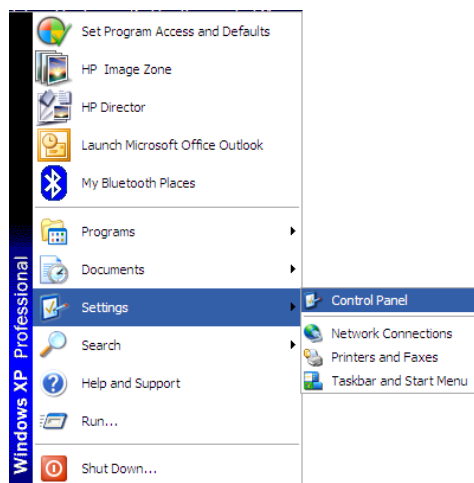 Set Program Access and Defaults
HP Image Zone
HP Director
Launch Microsoft Office Outlook
My Bluetooth Places
Programs
Documents
Settings
Search
Help and Support
Run...
Shut Down...
Control Panel
Network Connections
Printers and Faxes
Taskbar and Start Menu
Windows XP Professional